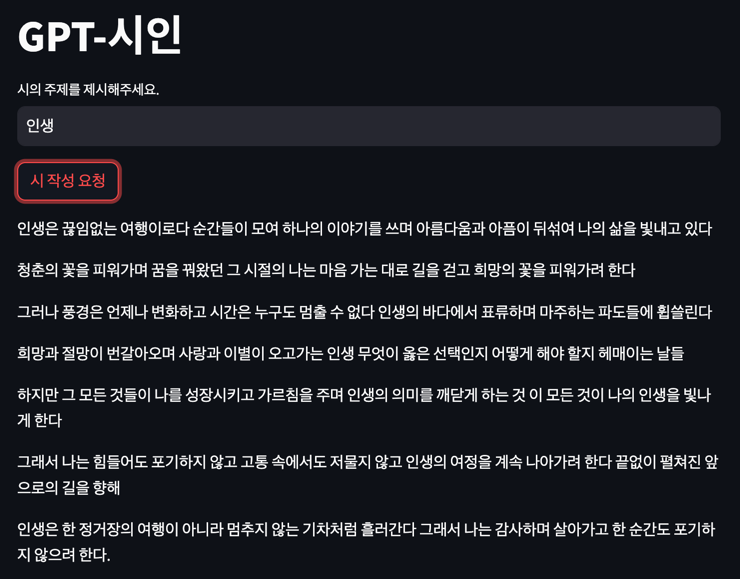 GPT-시인
시의 주제를 제시해주세요.
인생
시 작성 요청
인생은 끊임없는 여행이로다 순간들이 모여 하나의 이야기를 쓰며 아름다움과 아픔이 뒤섞여 나의 삶을 빛내고 있다
청춘의 꽃을 피워가며 꿈을 꿔왔던 그 시절의 나는 마음 가는 대로 길을 걷고 희망의 꽃을 피워가려 한다
그러나 풍경은 언제나 변화하고 시간은 누구도 멈출 수 없다 인생의 바다에서 표류하며 마주하는 파도들에 휩쓸린다
희망과 절망이 번갈아오며 사랑과 이별이 오고가는 인생 무엇이 옳은 선택인지 어떻게 해야 할지 헤매이는 날들
하지만 그 모든 것들이 나를 성장시키고 가르침을 주며 인생의 의미를 깨닫게 하는 것 이 모든 것이 나의 인생을 빛나
게 한다
그래서 나는 힘들어도 포기하지 않고 고통 속에서도 저물지 않고 인생의 여정을 계속 나아가려 한다 끝없이 펼쳐진 앞
으로의 길을 향해
인생은 한 정거장의 여행이 아니라 멈추지 않는 기차처럼 흘러간다 그래서 나는 감사하며 살아가고 한 순간도 포기하
지 않으려 한다.